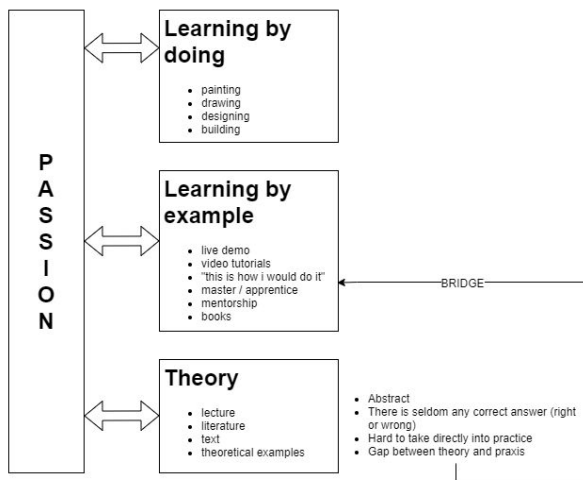 PASSION
Learning by
doing
painting
drawing
designing
building
Learning by
example
live demo
video tutorials
"this is how i would do it"
master / apprentice
mentorship
books
BRIDGE
Theory
lecture
literature
text
theoretical examples
Abstract
There is seldom any correct answer (right
or wrong)
Hard to take directly into practice
Gap between theory and praxis